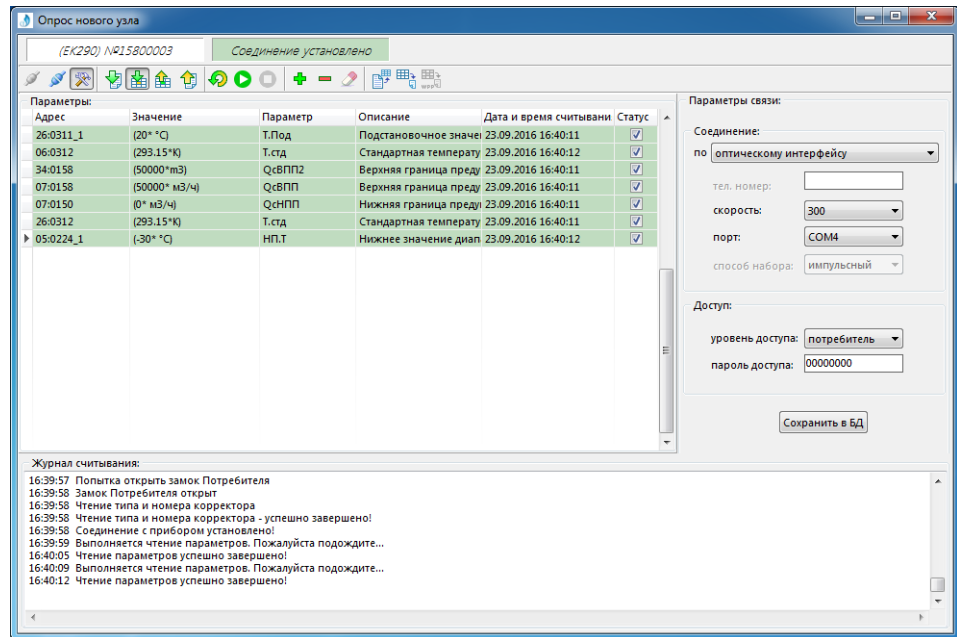 Опрос нового узла
(EK290) №15800003 Соединение установлено
Параметры:
Адрес Значение Параметр Описание Дата и время считывани Статус
26:0311_1 (20* °C) Т.Под Подстановочное значе 23.09.2016 16:40:11
06:0312 (293.15*K) Т.стд Стандартная температу 23.09.2016 16:40:12
34:0158 (50000*m3) QcВПП2 Верхняя граница преду 23.09.2016 16:40:11
07:0158 (50000* м3/ч) QcВПП Верхняя граница преду 23.09.2016 16:40:11
07:0150 (0* м3/ч) QcНПП Нижняя граница преду 23.09.2016 16:40:11
26:0312 (293.15*K) Т.стд Стандартная температу 23.09.2016 16:40:11
05:0224_1 (-30* °C) НП.Т Нижнее значение диап 23.09.2016 16:40:12
Параметры связи:
Соединение:
по оптическому интерфейсу
тел. номер:
скорость: 300
порт: COM4
способ набора: импульсный
Доступ:
уровень доступа: потребитель
пароль доступа: 00000000
Сохранить в БД
Журнал считывания:
16:39:57 Попытка открыть замок Потребителя
16:39:58 Замок Потребителя открыт
16:39:58 Чтение типа и номера корректора
16:39:58 Чтение типа и номера корректора - успешно завершено!
16:39:58 Соединение с прибором установлено!
16:39:59 Выполняется чтение параметров. Пожалуйста подождите...
16:40:05 Чтение параметров успешно завершено!
16:40:09 Выполняется чтение параметров. Пожалуйста подождите...
16:40:12 Чтение параметров успешно завершено!